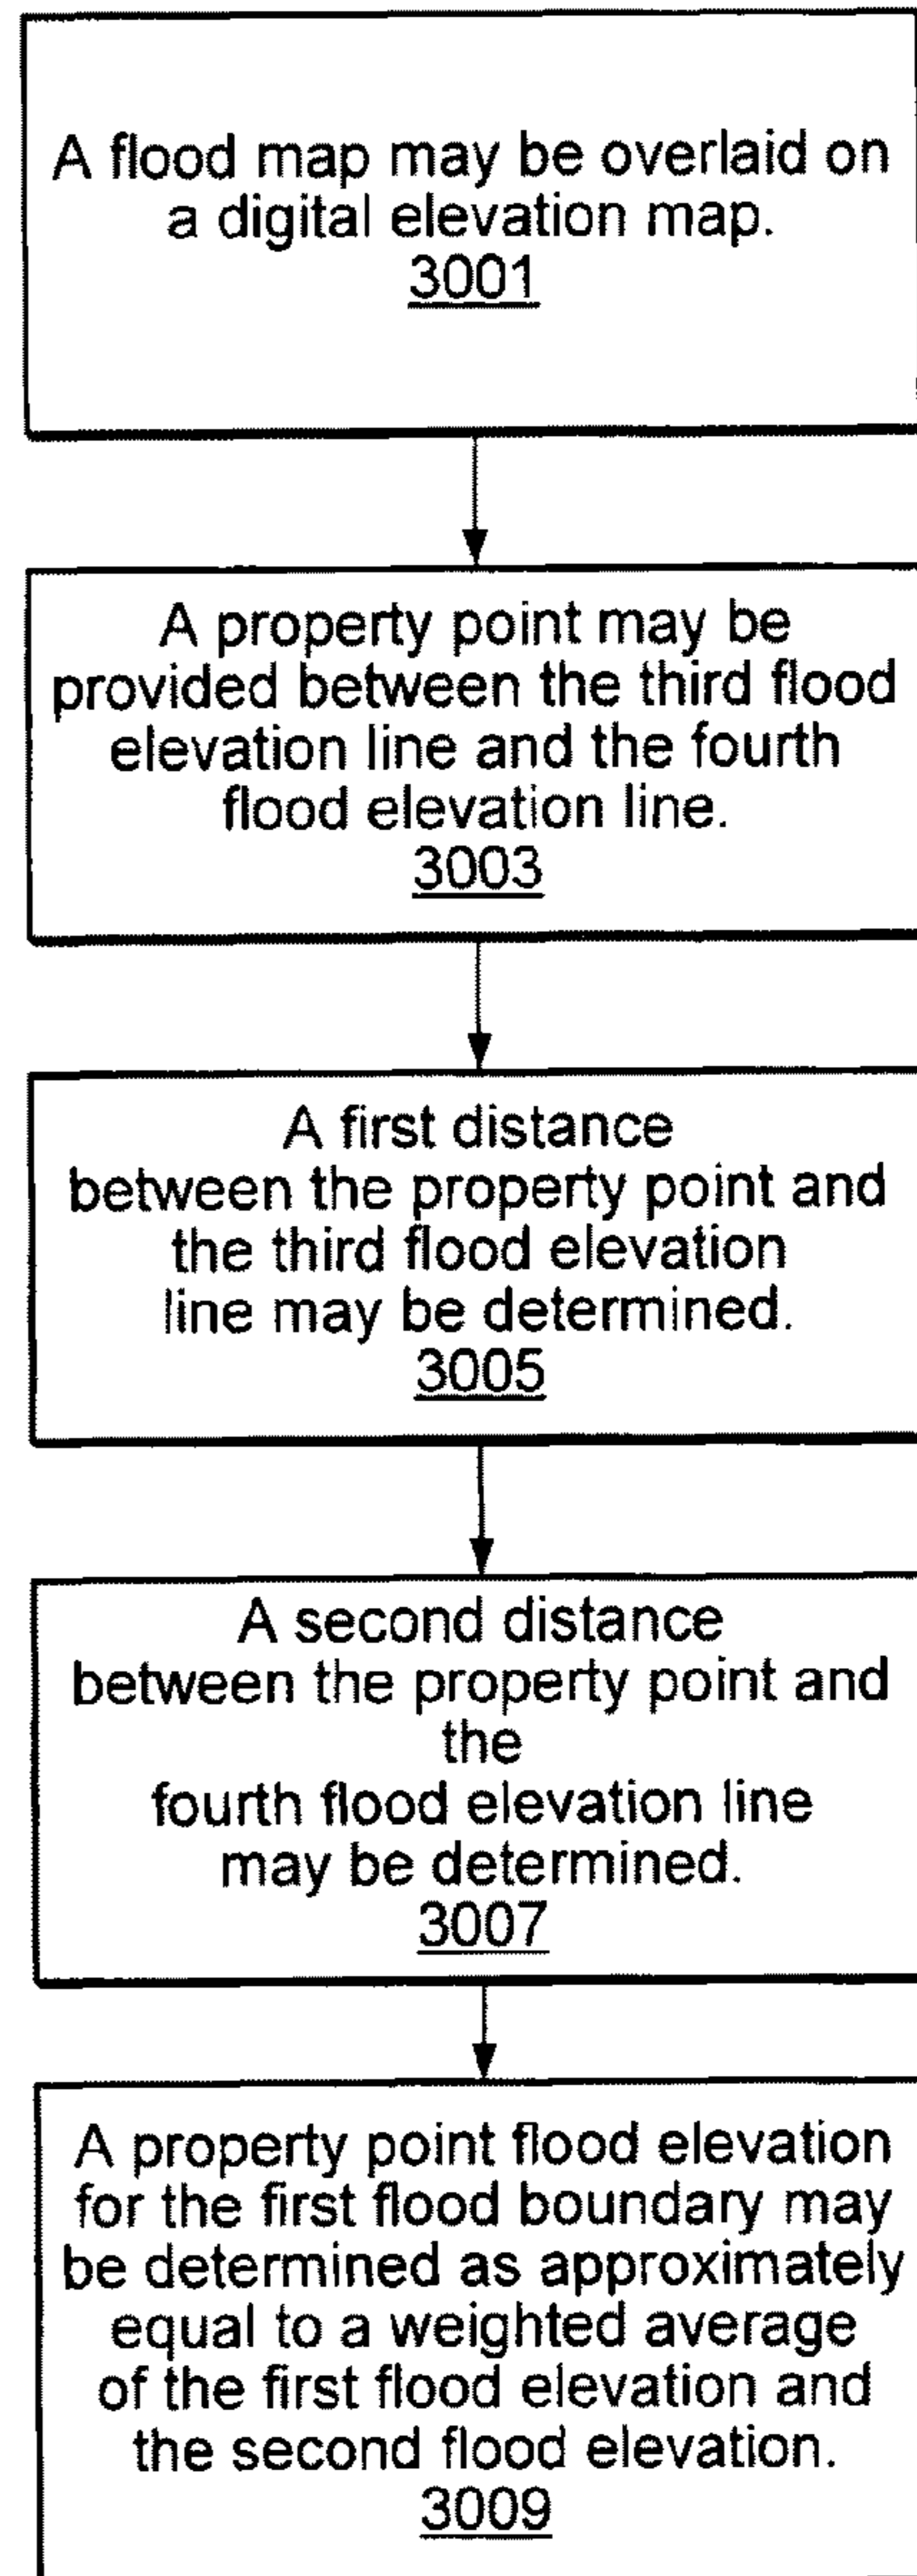 A flood map may be overlaid on
a digital elevation map.
3001
A property point may be
provided between the third flood
elevation line and the fourth
flood elevation line.
3003
A first distance
between the property point and
the third flood elevation
line may be determined.
3005
A second distance
between the property point and
the
fourth flood elevation line
may be determined.
3007
A property point flood elevation
for the first flood boundary may
be determined as approximately
equal to a weighted average
of the first flood elevation and
the second flood elevation.
3009